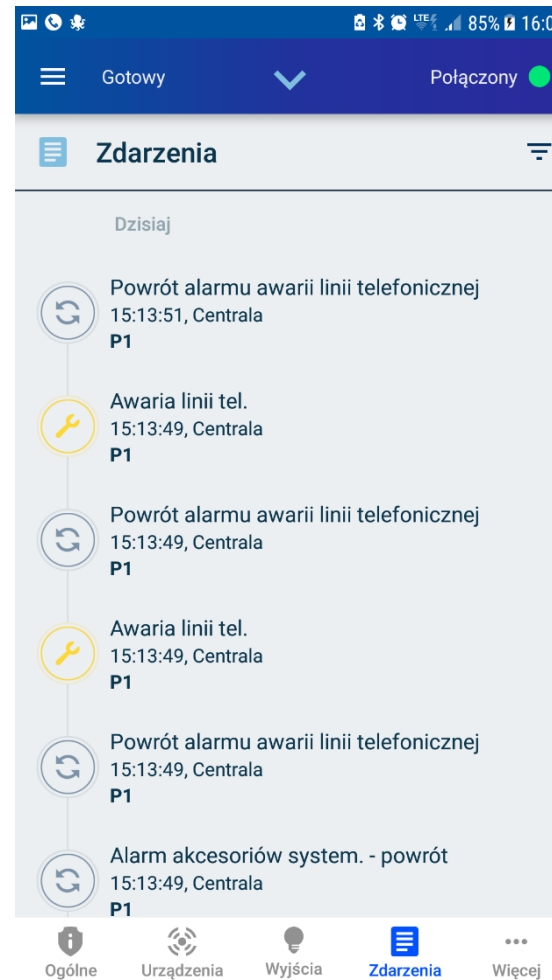 LTE 85% 16:0
Gotowy Połączony
Zdarzenia
Dzisiaj
Powrót alarmu awarii linii telefonicznej
15:13:51, Centrala
P1
Awaria linii tel.
15:13:49, Centrala
P1
Powrót alarmu awarii linii telefonicznej
15:13:49, Centrala
P1
Awaria linii tel.
15:13:49, Centrala
P1
Powrót alarmu awarii linii telefonicznej
15:13:49, Centrala
P1
Alarm akcesoriów system. - powrót
15:13:49, Centrala
P1
Ogólne Urządzenia Wyjścia Zdarzenia Więcej